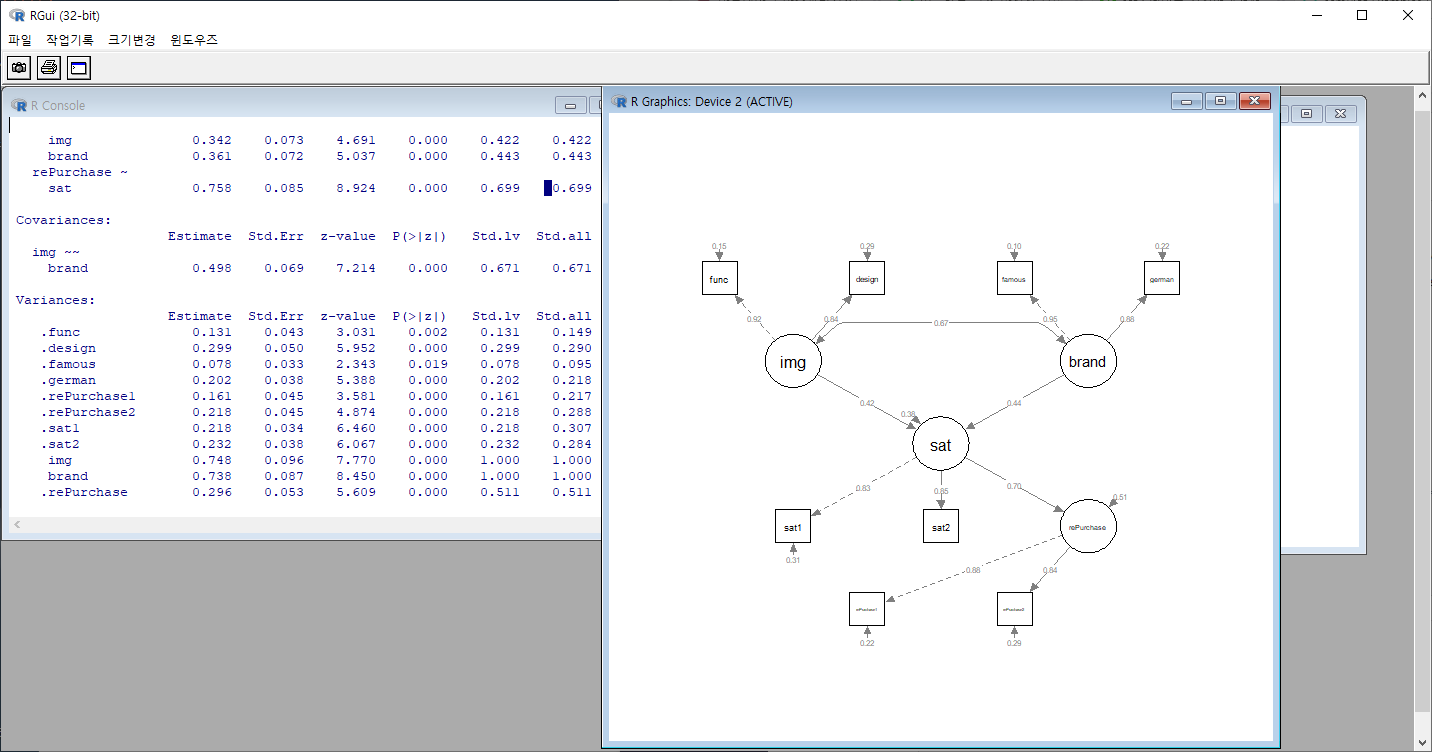 RGui (32-bit)
파일 작업기록 크기변경 윈도우즈
R Console
img 0.342 0.073 4.691 0.000 0.422 0.422
brand 0.361 0.072 5.037 0.000 0.443 0.443
rePurchase ~
sat 0.758 0.085 8.924 0.000 0.699 0.699
Covariances:
Estimate Std.Err z-value P(>|z|) Std.lv Std.all
img ~~
brand 0.498 0.069 7.214 0.000 0.671 0.671
Variances:
Estimate Std.Err z-value P(>|z|) Std.lv Std.all
.func 0.131 0.043 3.031 0.002 0.131 0.149
.design 0.299 0.050 5.952 0.000 0.299 0.290
.famous 0.078 0.033 2.343 0.019 0.078 0.095
.german 0.202 0.038 5.388 0.000 0.202 0.218
.rePurchase1 0.161 0.045 3.581 0.000 0.161 0.217
.rePurchase2 0.218 0.045 4.874 0.000 0.218 0.288
.sat1 0.218 0.034 6.460 0.000 0.218 0.307
.sat2 0.232 0.038 6.067 0.000 0.232 0.284
img 0.748 0.096 7.770 0.000 1.000 1.000
brand 0.738 0.087 8.450 0.000 1.000 1.000
.rePurchase 0.296 0.053 5.609 0.000 0.511 0.511
R Graphics: Device 2 (ACTIVE)
0.15 0.29 0.10 0.22
func design famous german
0.92 0.84 0.67 0.95 0.88
img brand
0.42 0.44
0.38
sat
0.83 0.85 0.70
0.51
sat1 sat2 rePurchase
0.31
0.88 0.84
rePurchase1 rePurchase2
0.22 0.29